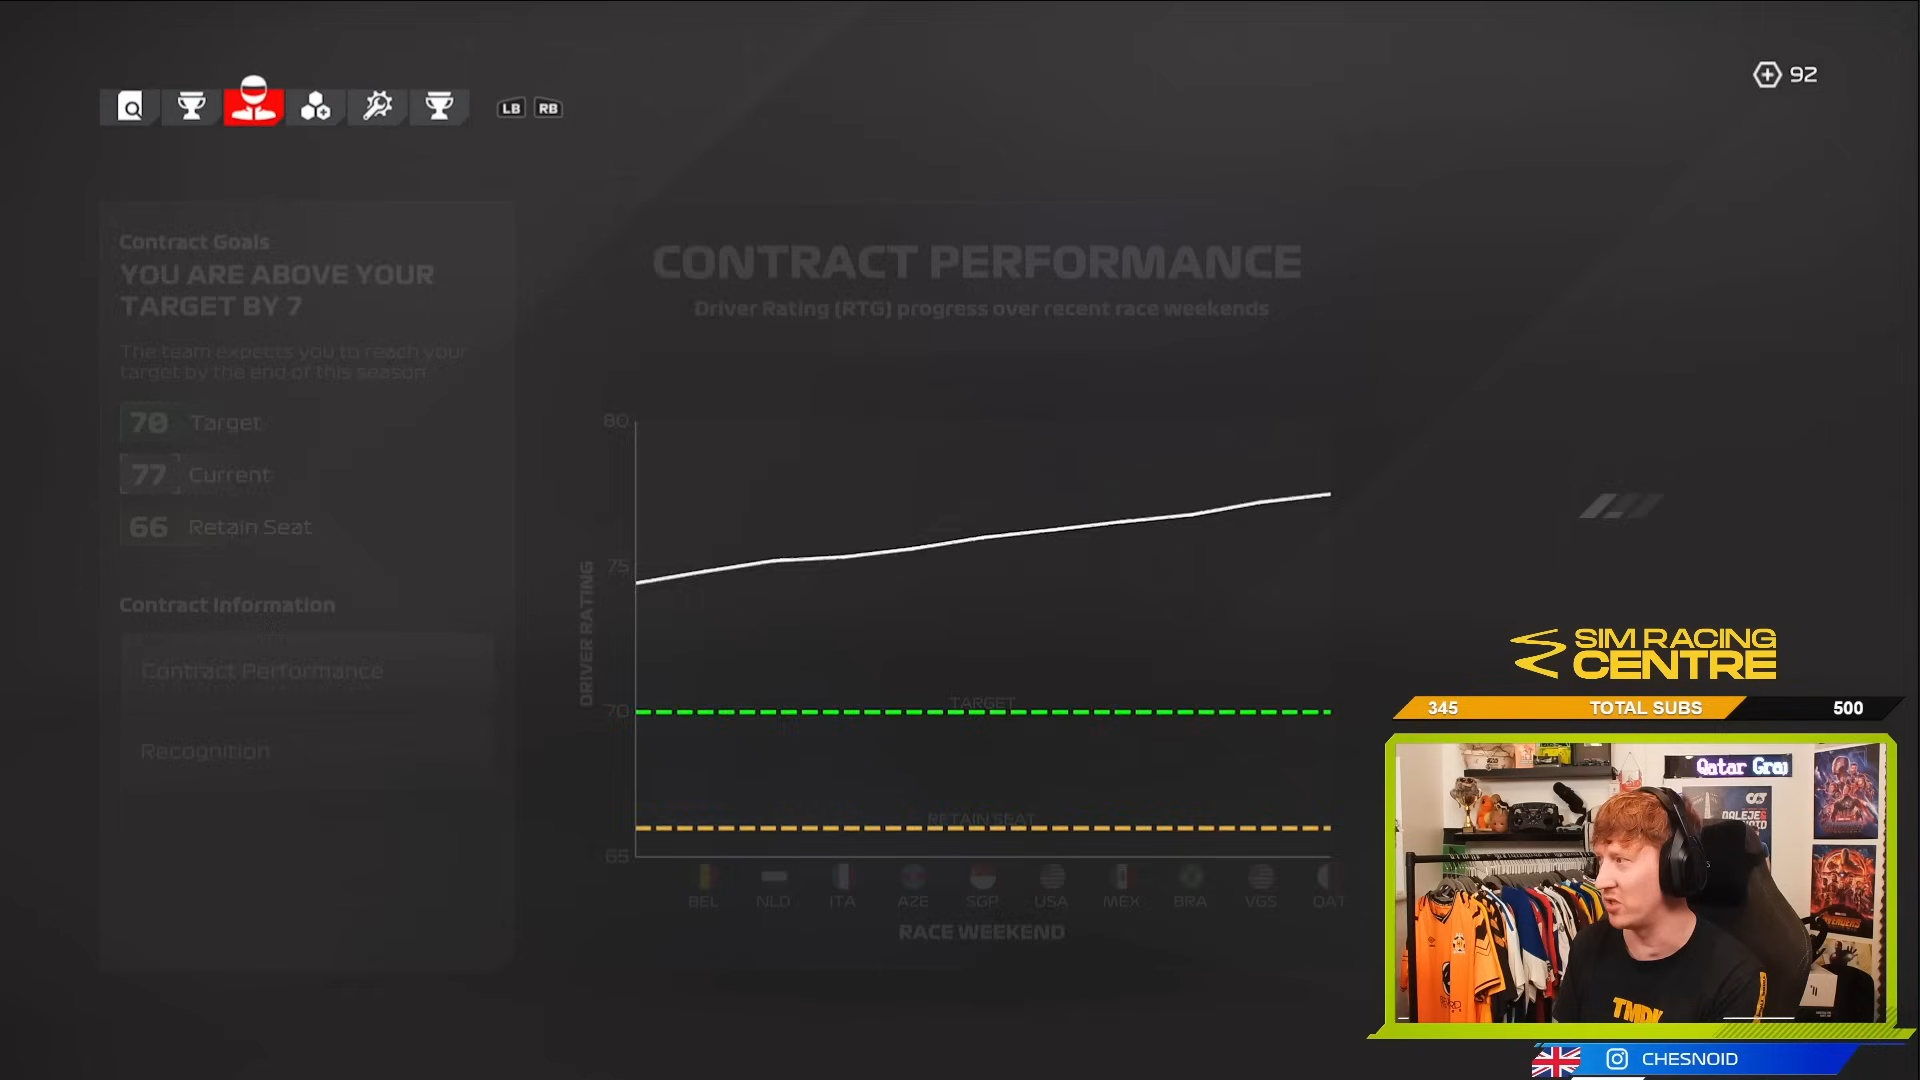 92
LB RB
Contract Goals
YOU ARE ABOVE YOUR
TARGET BY 7
The team expects you to reach your
target by the end of this season
70 Target
77 Current
66 Retain Seat
Contract Information
Contract Performance
Recognition
CONTRACT PERFORMANCE
Driver Rating (RTG) progress over recent race weekends
80
75
70
65
DRIVER RATING
TARGET
RETAIN SEAT
BEL NLD ITA AZE SGP USA MEX BRA VGS QAT
RACE WEEKEND
SIM RACING
CENTRE
345 TOTAL SUBS 500
Qatar Gra
CHESNOID